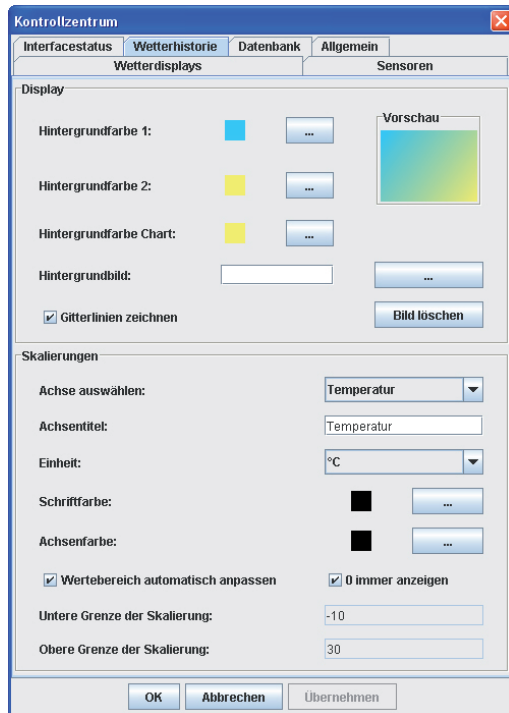 Kontrollzentrum
Interfacestatus Wetterhistorie Datenbank Allgemein
Wetterdisplays Sensoren
Display
Hintergrundfarbe 1: ... Vorschau
Hintergrundfarbe 2: ...
Hintergrundfarbe Chart: ...
Hintergrundbild: ...
Gitterlinien zeichnen Bild löschen
Skalierungen
Achse auswählen: Temperatur
Achsentitel: Temperatur
Einheit: °C
Schriftfarbe: ...
Achsenfarbe: ...
Wertebereich automatisch anpassen 0 immer anzeigen
Untere Grenze der Skalierung: -10
Obere Grenze der Skalierung: 30
OK Abbrechen Übernehmen